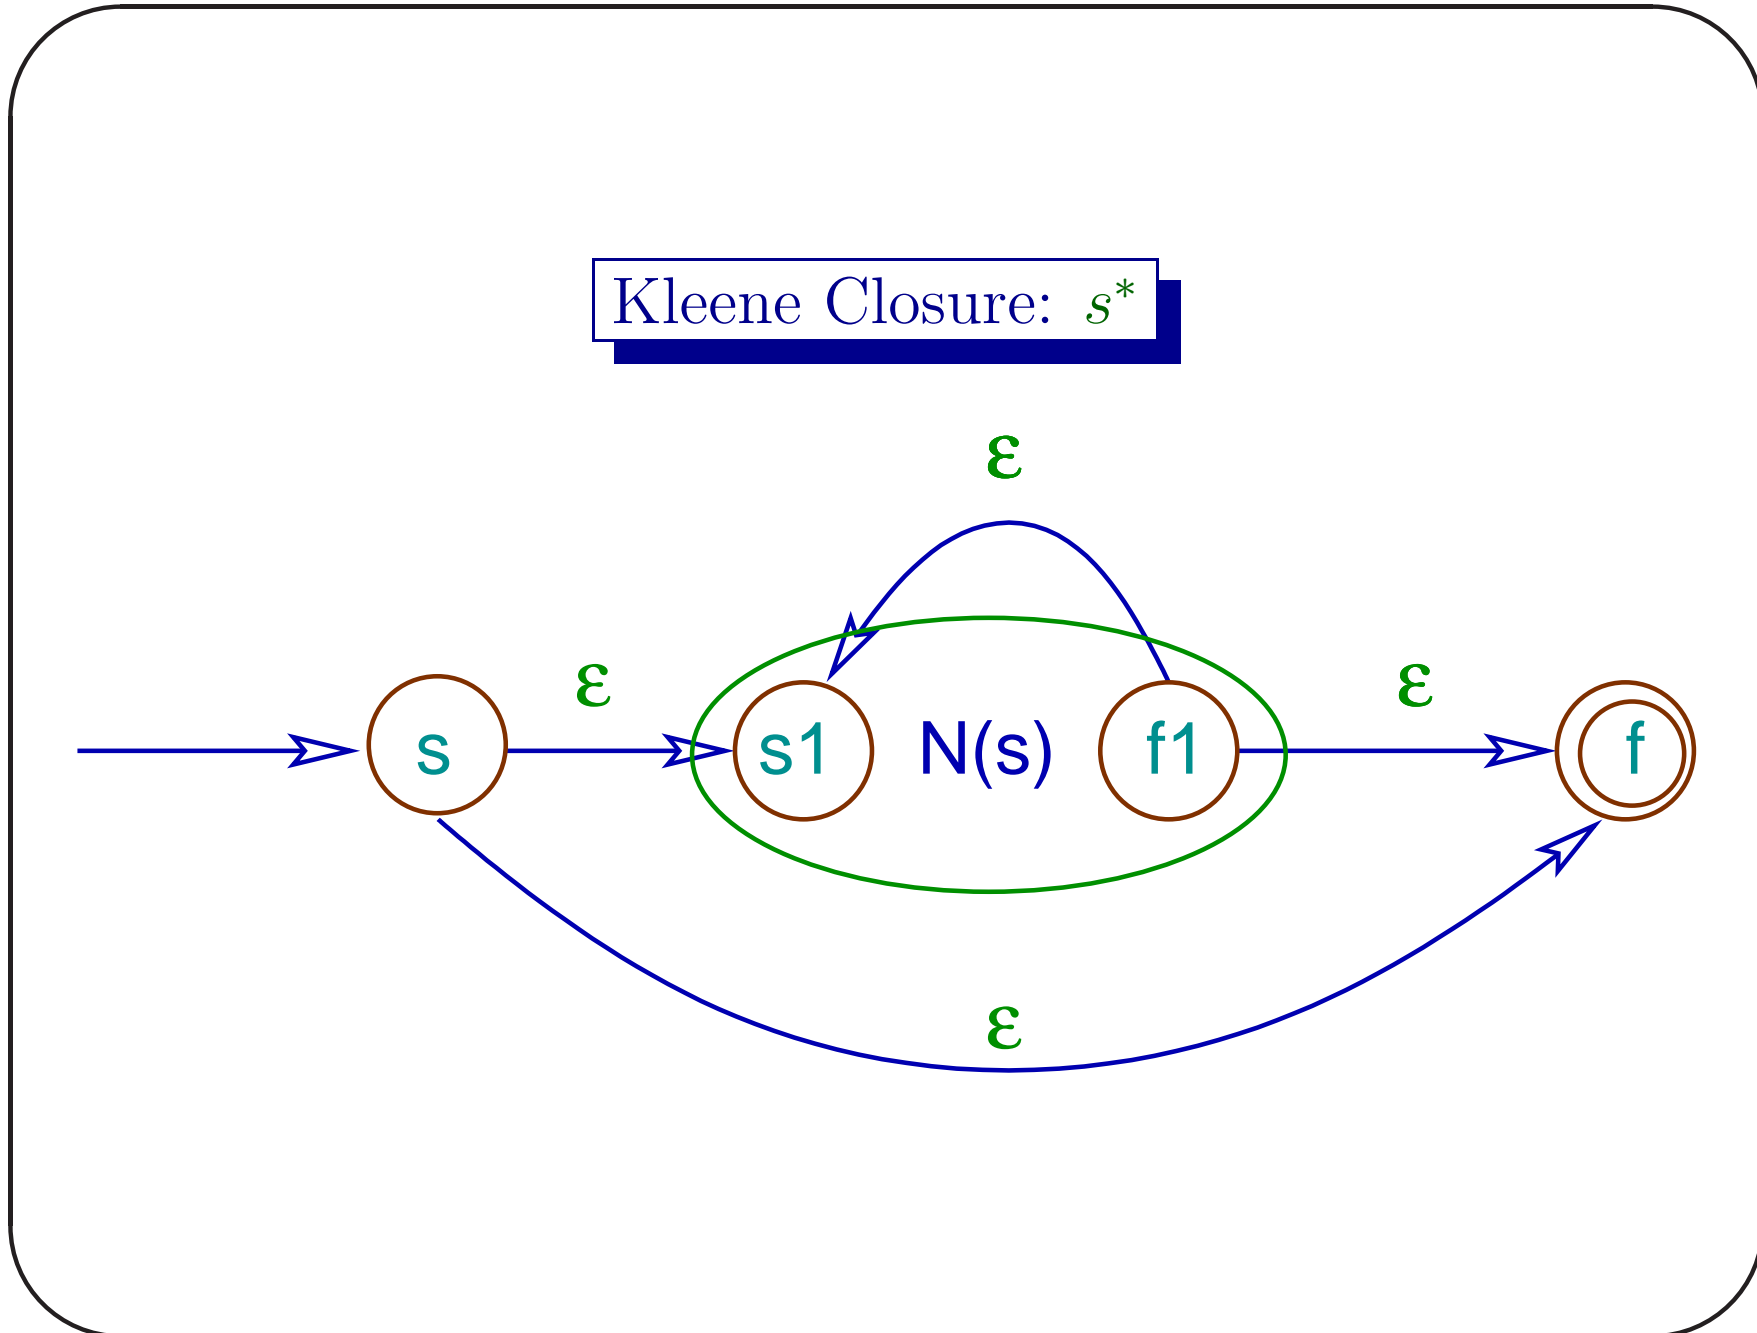 Kleene Closure: s*
ε
ε
ε
s
s1
N(s)
f1
f
ε